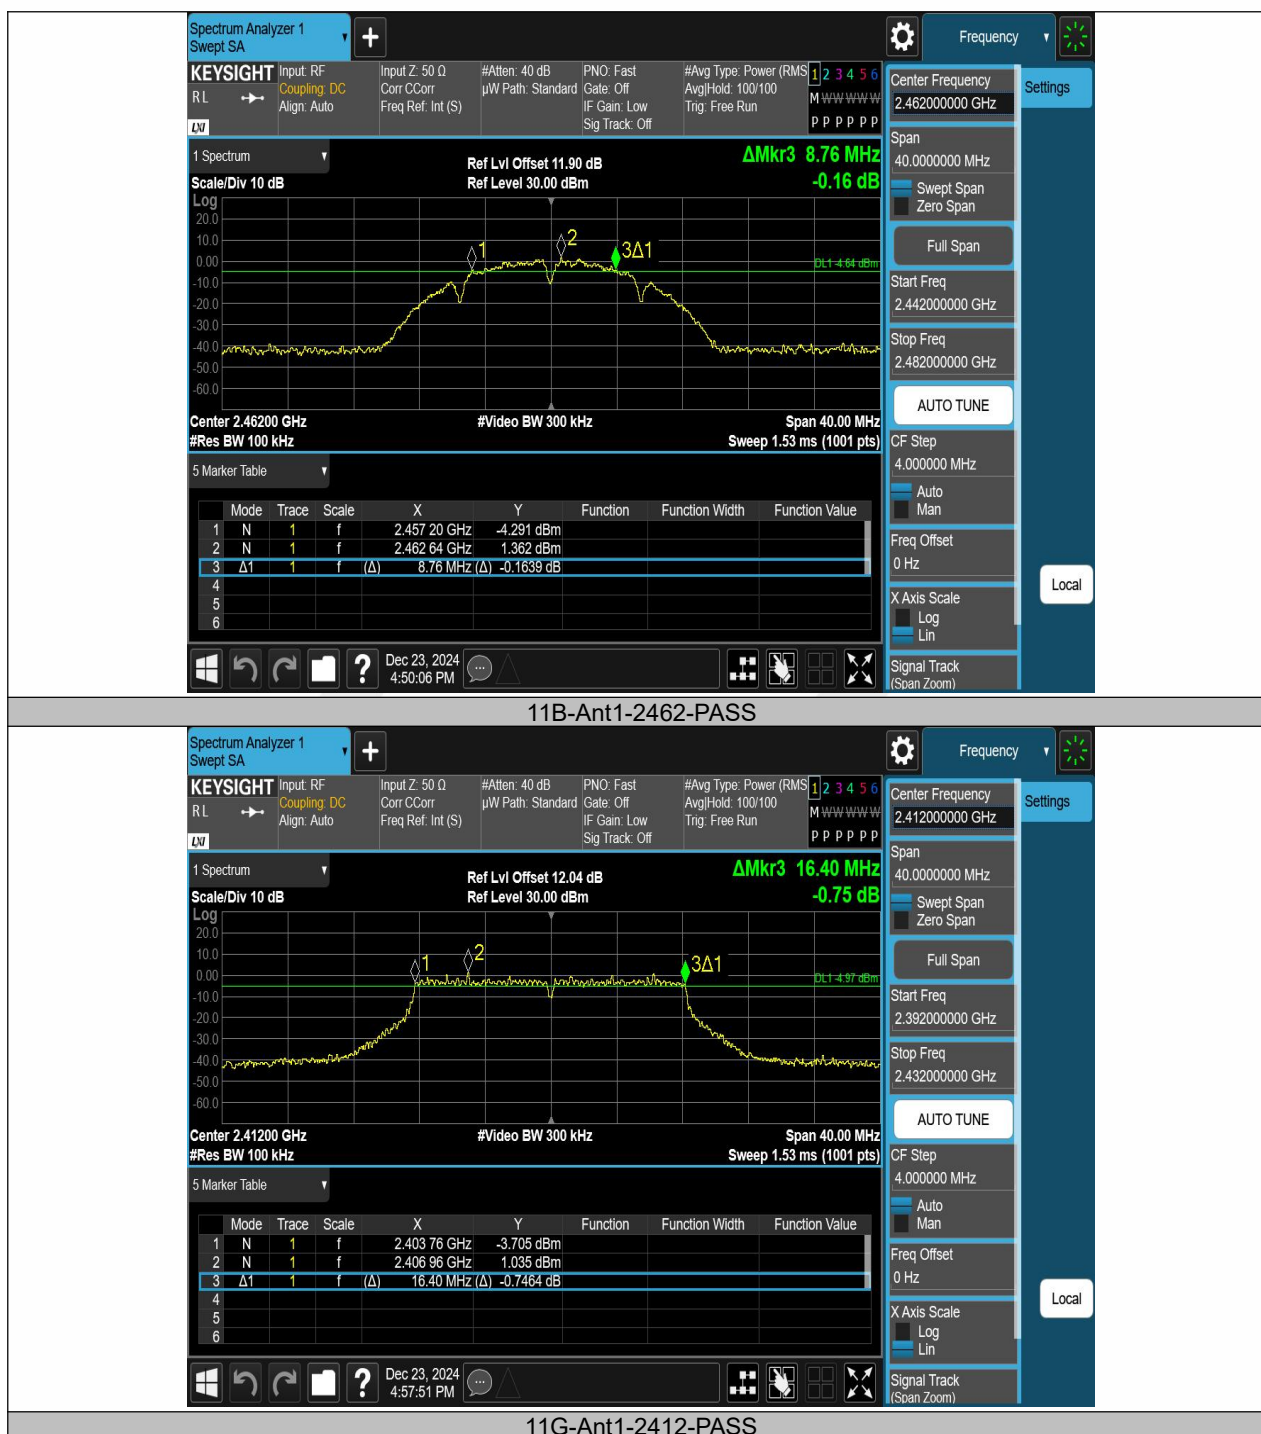 Spectrum Analyzer 1
Swept SA
+
Frequency
KEYSIGHT Input: RF Input Z: 50 Ω #Atten: 40 dB PNO: Fast #Avg Type: Power (RMS 1 2 3 4 5 6
RL Coupling: DC Corr CCorr µW Path: Standard Gate: Off Avg|Hold: 100/100 M W W W W W
Align: Auto Freq Ref: Int (S) IF Gain: Low Trig: Free Run
LXI Sig Track: Off P P P P P P
Center Frequency
2.462000000 GHz
Settings
Span
40.0000000 MHz
Swept Span
Zero Span
Full Span
Start Freq
2.442000000 GHz
Stop Freq
2.482000000 GHz
AUTO TUNE
CF Step
4.000000 MHz
Auto
Man
Freq Offset
0 Hz
X Axis Scale
Log
Lin
Signal Track
(Span Zoom)
Local
1 Spectrum
Ref Lvl Offset 11.90 dB
ΔMkr3 8.76 MHz
Scale/Div 10 dB
Ref Level 30.00 dBm
-0.16 dB
Log
20.0
10.0
0.00
-10.0
-20.0
-30.0
-40.0
-50.0
-60.0
1
2
3Δ1
DL1 -4.64 dBm
Center 2.46200 GHz #Video BW 300 kHz Span 40.00 MHz
#Res BW 100 kHz Sweep 1.53 ms (1001 pts)
5 Marker Table
Mode Trace Scale X Y Function Function Width Function Value
1 N 1 f 2.457 20 GHz -4.291 dBm
2 N 1 f 2.462 64 GHz 1.362 dBm
3 Δ1 1 f (Δ) 8.76 MHz (Δ) -0.1639 dB
4
5
6
?
Dec 23, 2024
4:50:06 PM
11B-Ant1-2462-PASS
Spectrum Analyzer 1
Swept SA
+
Frequency
KEYSIGHT Input: RF Input Z: 50 Ω #Atten: 40 dB PNO: Fast #Avg Type: Power (RMS 1 2 3 4 5 6
RL Coupling: DC Corr CCorr µW Path: Standard Gate: Off Avg|Hold: 100/100 M W W W W W
Align: Auto Freq Ref: Int (S) IF Gain: Low Trig: Free Run
LXI Sig Track: Off P P P P P P
Center Frequency
2.412000000 GHz
Settings
Span
40.0000000 MHz
Swept Span
Zero Span
Full Span
Start Freq
2.392000000 GHz
Stop Freq
2.432000000 GHz
AUTO TUNE
CF Step
4.000000 MHz
Auto
Man
Freq Offset
0 Hz
X Axis Scale
Log
Lin
Signal Track
(Span Zoom)
Local
1 Spectrum
Ref Lvl Offset 12.04 dB
ΔMkr3 16.40 MHz
Scale/Div 10 dB
Ref Level 30.00 dBm
-0.75 dB
Log
20.0
10.0
0.00
-10.0
-20.0
-30.0
-40.0
-50.0
-60.0
1
2
3Δ1
DL1 -4.97 dBm
Center 2.41200 GHz #Video BW 300 kHz Span 40.00 MHz
#Res BW 100 kHz Sweep 1.53 ms (1001 pts)
5 Marker Table
Mode Trace Scale X Y Function Function Width Function Value
1 N 1 f 2.403 76 GHz -3.705 dBm
2 N 1 f 2.406 96 GHz 1.035 dBm
3 Δ1 1 f (Δ) 16.40 MHz (Δ) -0.7464 dB
4
5
6
?
Dec 23, 2024
4:57:51 PM
11G-Ant1-2412-PASS